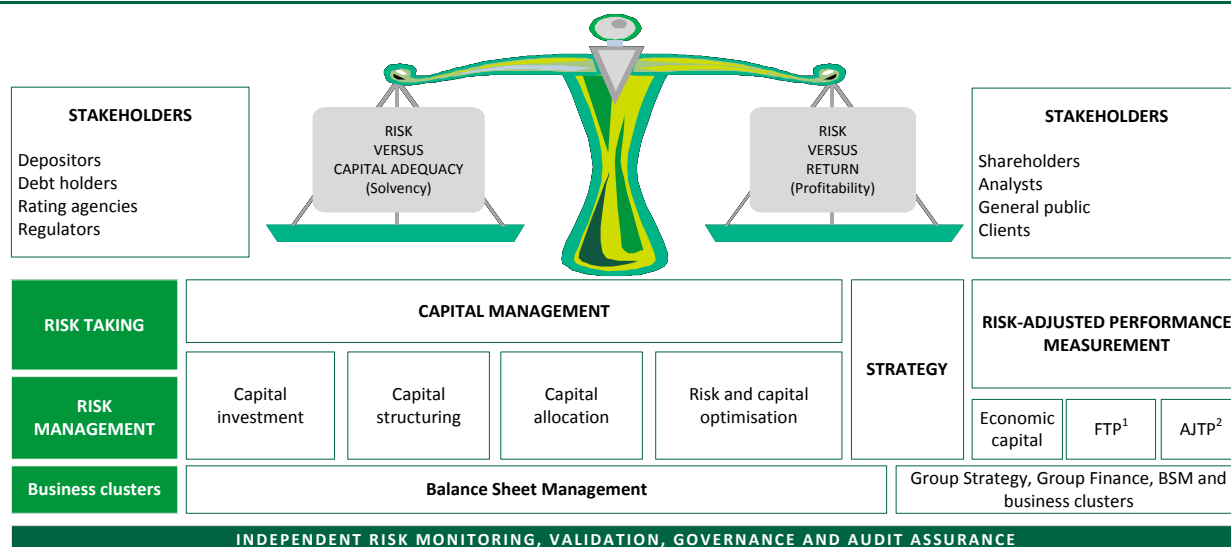 STAKEHOLDERS
Depositors
Debt holders
Rating agencies
Regulators
RISK
VERSUS
CAPITAL ADEQUACY
(Solvency)
RISK
VERSUS
RETURN
(Profitability)
STAKEHOLDERS
Shareholders
Analysts
General public
Clients
RISK TAKING
CAPITAL MANAGEMENT
STRATEGY
RISK-ADJUSTED PERFORMANCE
MEASUREMENT
RISK
MANAGEMENT
Capital
investment
Capital
structuring
Capital
allocation
Risk and capital
optimisation
Economic
capital
FTP¹
AJTP²
Business clusters
Balance Sheet Management
Group Strategy, Group Finance, BSM and
business clusters
INDEPENDENT RISK MONITORING, VALIDATION, GOVERNANCE AND AUDIT ASSURANCE